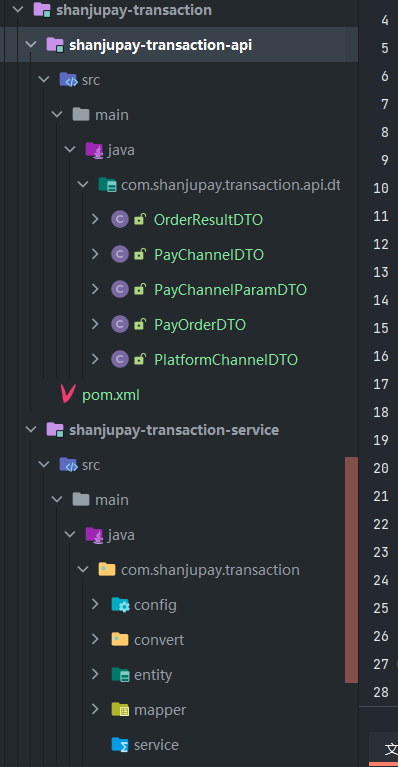 shanjupay-transaction
4
shanjupay-transaction-api
5
src
6
main
7
8
java
9
com.shanjupay.transaction.api.dt
10
OrderResultDTO
11
12
PayChannelDTO
13
PayChannelParamDTO
14
15
PayOrderDTO
16
PlatformChannelDTO
17
pom.xml
18
shanjupay-transaction-service
19
src
20
21
main
22
java
23
com.shanjupay.transaction
24
config
25
convert
26
entity
27
mapper
28
service
文